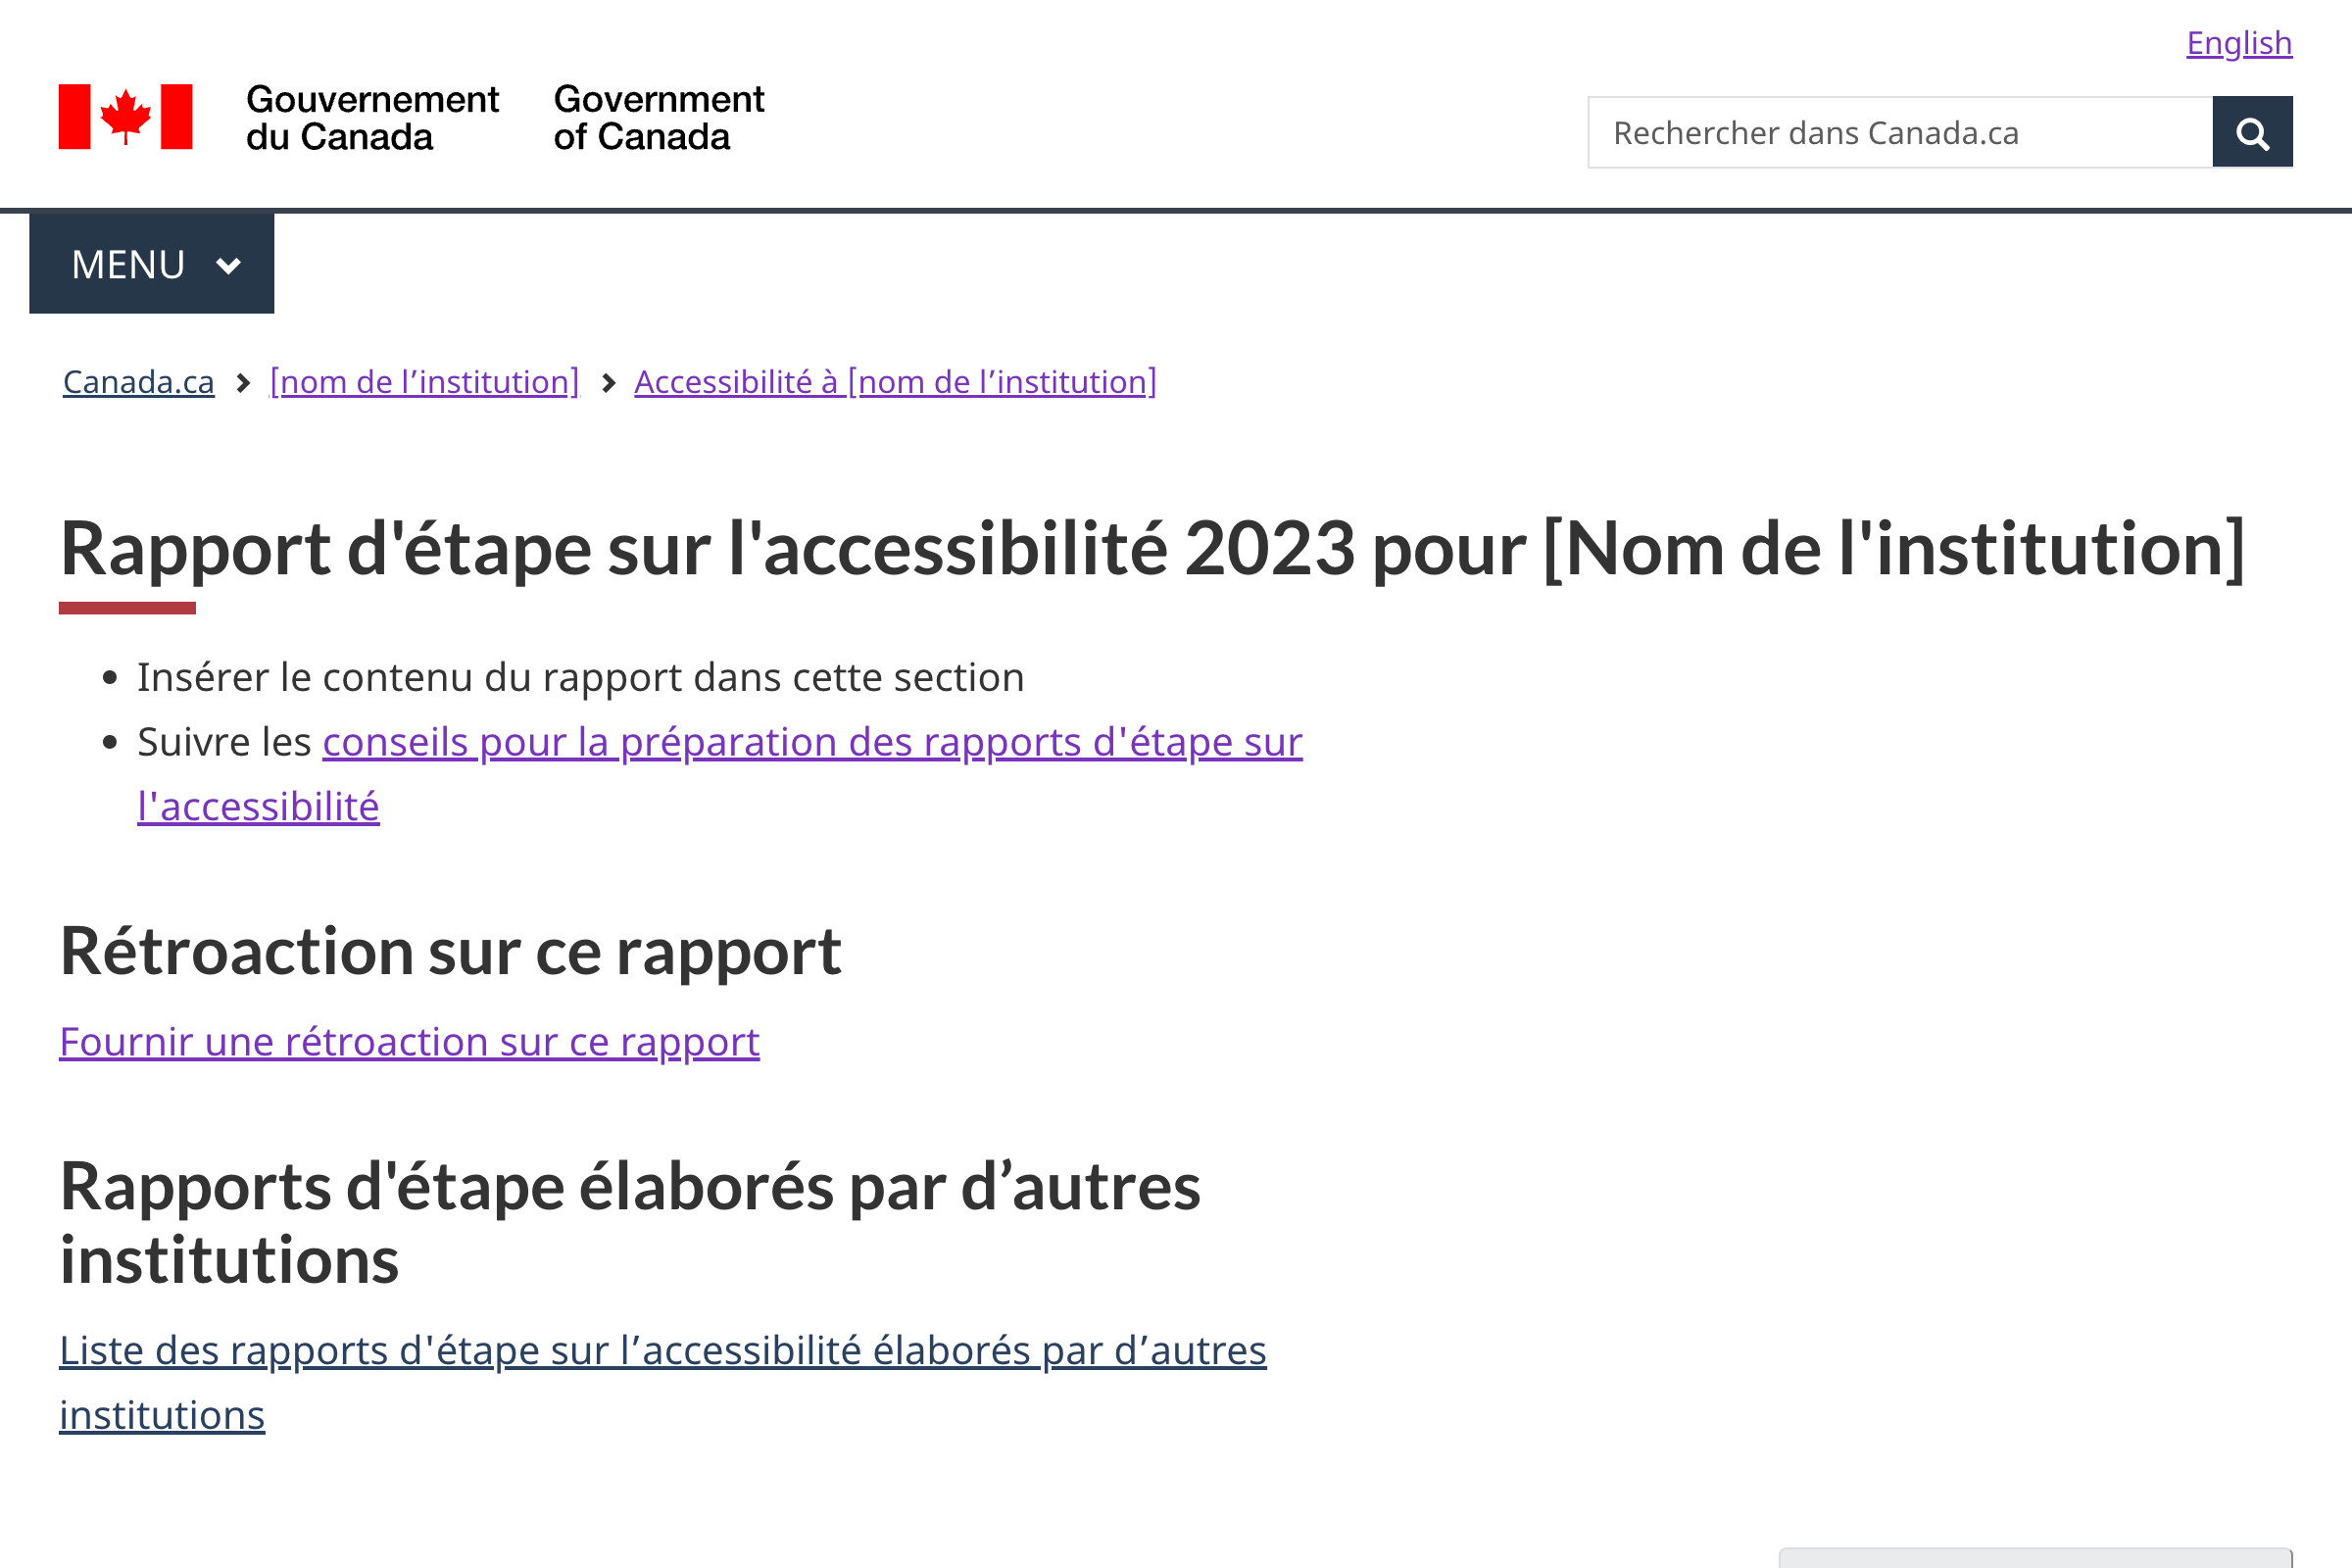 English
Gouvernement
du Canada
Government
of Canada
Rechercher dans Canada.ca
MENU
Canada.ca > [nom de l’institution] > Accessibilité à [nom de l’institution]
Rapport d'étape sur l'accessibilité 2023 pour [Nom de l'institution]
• Insérer le contenu du rapport dans cette section
• Suivre les conseils pour la préparation des rapports d'étape sur
l'accessibilité
Rétroaction sur ce rapport
Fournir une rétroaction sur ce rapport
Rapports d'étape élaborés par d’autres
institutions
Liste des rapports d'étape sur l’accessibilité élaborés par d’autres
institutions